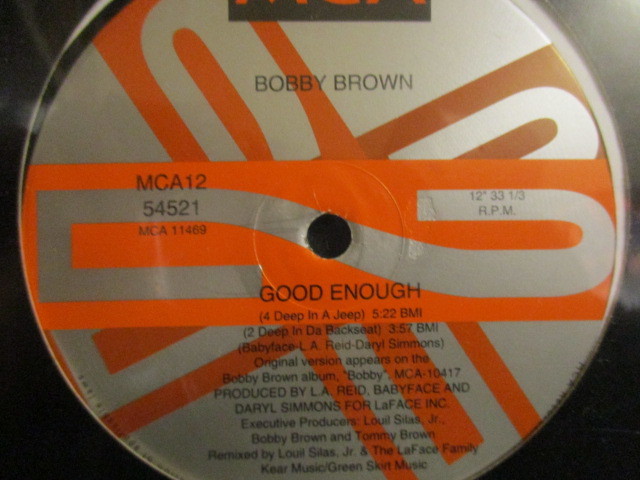 MCA
BOBBY BROWN
MCA12
54521
MCA 11469
12" 33 1/3
R.P.M.
GOOD ENOUGH
(4 Deep In A Jeep) 5:22 BMI
(2 Deep In Da Backseat) 3:57 BMI
(Babyface-L.A. Reid-Daryl Simmons)
Original version appears on the
Bobby Brown album, "Bobby". MCA-10417
PRODUCED BY L.A. REID, BABYFACE AND
DARYL SIMMONS FOR LaFACE INC.
Executive Producers: Louil Silas, Jr.,
Bobby Brown and Tommy Brown
Remixed by Louil Silas, Jr. & The LaFace Family
Kear Music/Green Skirt Music